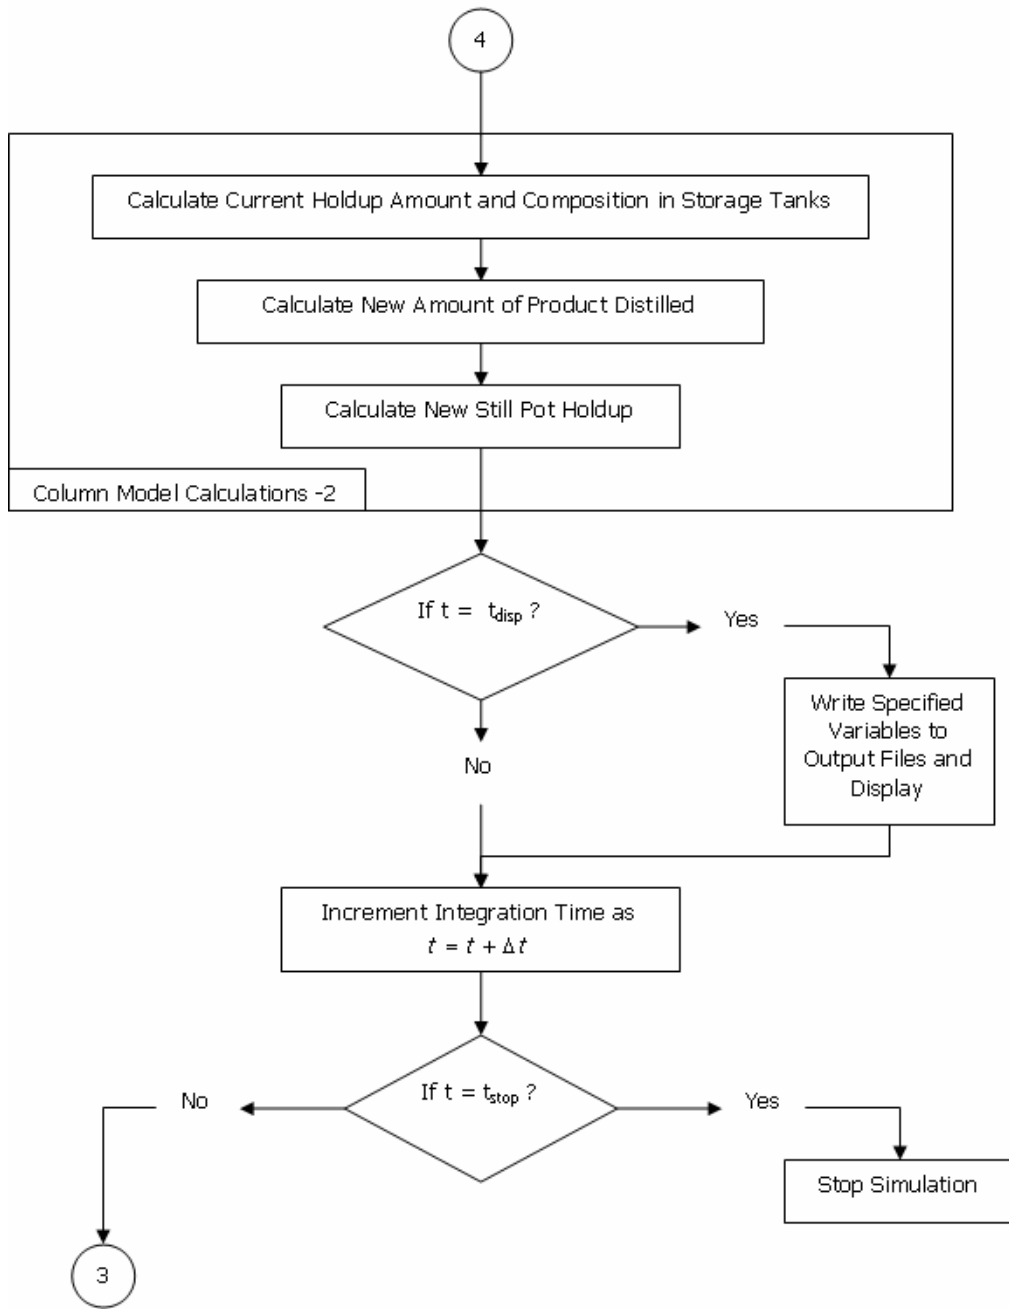 4
Calculate Current Holdup Amount and Composition in Storage Tanks
Calculate New Amount of Product Distilled
Calculate New Still Pot Holdup
Column Model Calculations -2
If t = t_disp ?
Yes
Write Specified
Variables to
Output Files and
Display
No
Increment Integration Time as
t = t + Δt
If t = t_stop ?
No
Yes
Stop Simulation
3